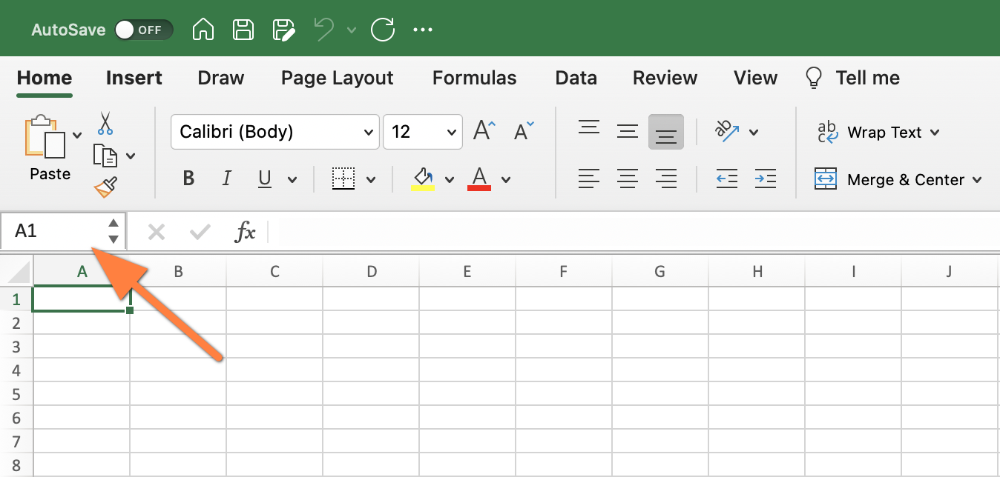 AutoSave OFF
Home Insert Draw Page Layout Formulas Data Review View Tell me
Paste
Calibri (Body) 12 A A
ab Wrap Text
B I U A
Merge & Center
A1 fx
A B C D E F G H I J
1
2
3
4
5
6
7
8